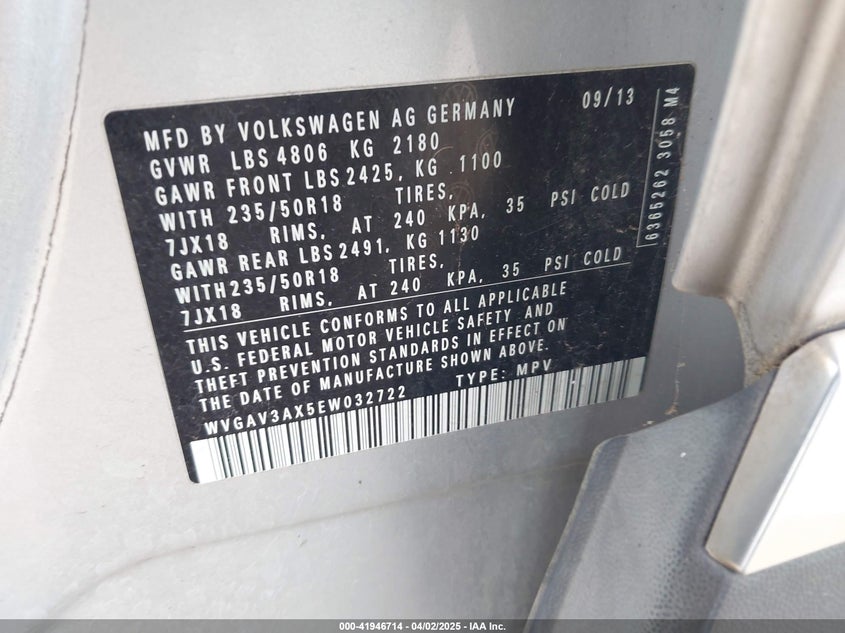 MFD BY VOLKSWAGEN AG GERMANY 09/13
GVWR LBS 4806 KG 2180
GAWR FRONT LBS 2425, KG 1100
WITH 235/50R18 TIRES,
7JX18 RIMS, AT 240 KPA, 35 PSI COLD
GAWR REAR LBS 2491, KG 1130
WITH235/50R18 TIRES,
7JX18 RIMS, AT 240 KPA, 35 PSI COLD
THIS VEHICLE CONFORMS TO ALL APPLICABLE
U.S. FEDERAL MOTOR VEHICLE SAFETY AND
THEFT PREVENTION STANDARDS IN EFFECT ON
THE DATE OF MANUFACTURE SHOWN ABOVE.
WVGAV3AX5EW032722 TYPE: MPV
6365262 3058 M4
000-41946714 - 04/02/2025 - IAA Inc.